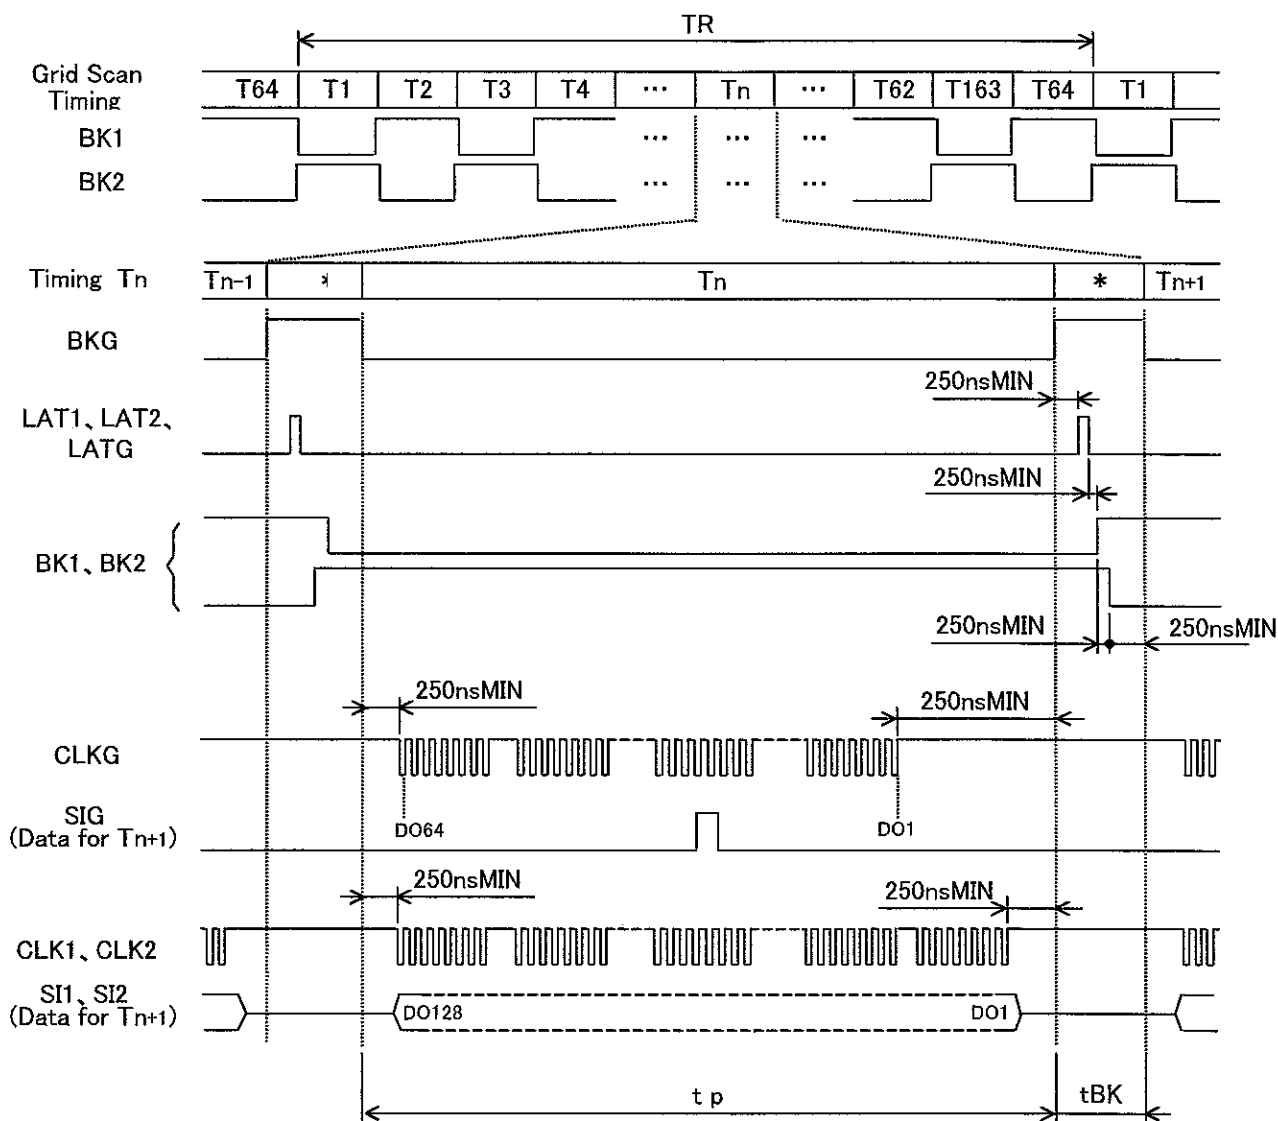 TR
Grid Scan
Timing
T64 T1 T2 T3 T4 ... Tn ... T62 T163 T64 T1
BK1 ... ... ...
BK2 ... ... ...
Timing Tn
Tn-1 * Tn * Tn+1
BKG
250nsMIN
LAT1、LAT2、
LATG
250nsMIN
BK1、BK2
250nsMIN 250nsMIN
250nsMIN 250nsMIN
CLKG
SIG
(Data for Tn+1)
DO64 DO1
250nsMIN 250nsMIN
CLK1、CLK2
SI1、SI2
(Data for Tn+1)
DO128 DO1
tp tBK